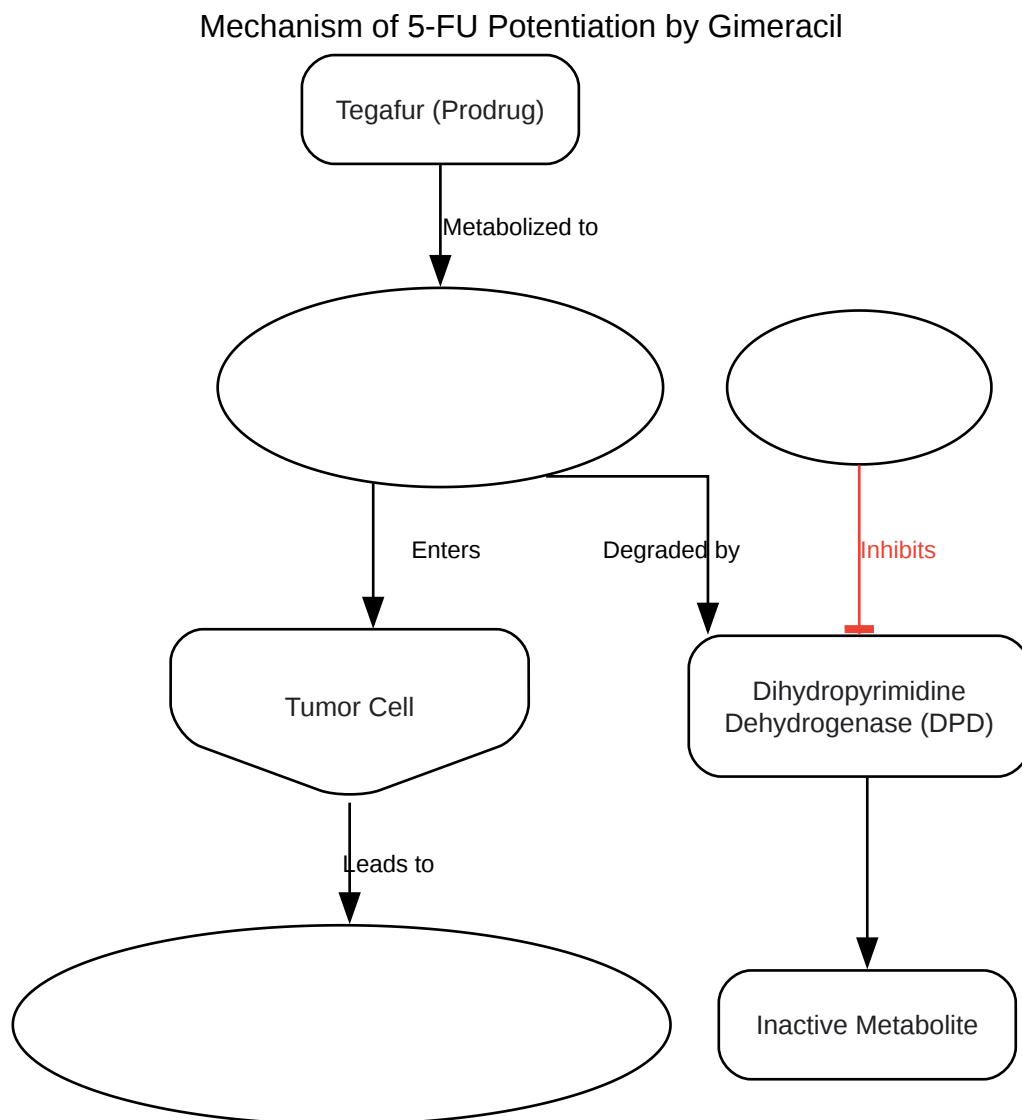 Mechanism of 5-FU Potentiation by Gimeracil
Tegafur (Prodrug)
Metabolized to
Enters
Degraded by
Inhibits
Tumor Cell
Dihydropyrimidine
Dehydrogenase (DPD)
Leads to
Inactive Metabolite